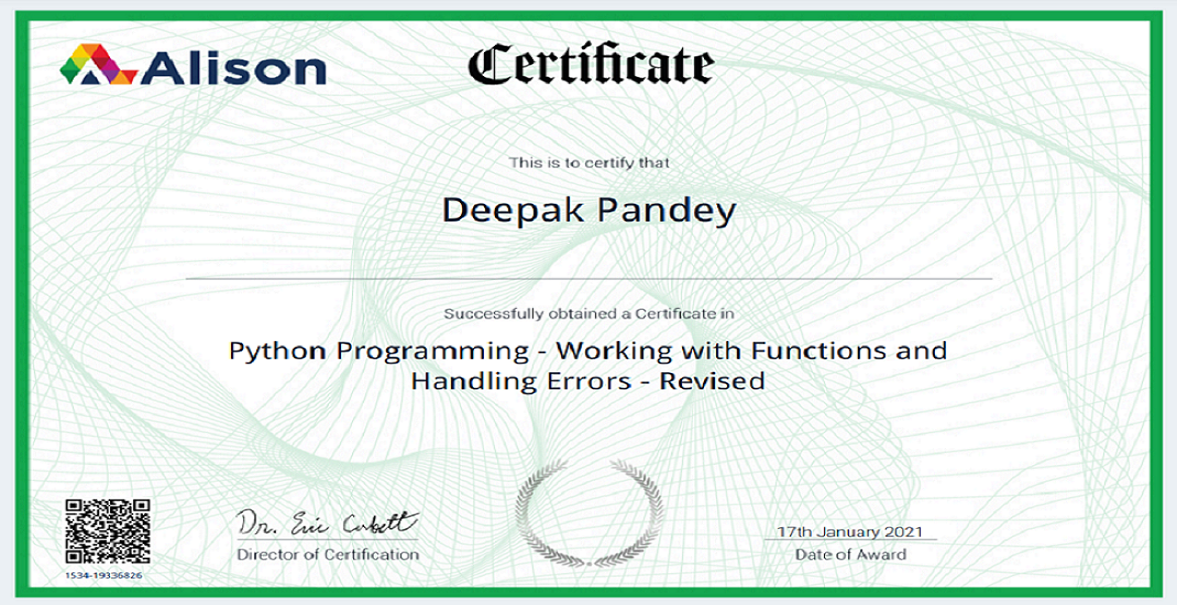 Alison
Certificate
This is to certify that
Deepak Pandey
Successfully obtained a Certificate in
Python Programming - Working with Functions and
Handling Errors - Revised
Dr. Eric Corbett
Director of Certification
17th January 2021
Date of Award
1534-19336826